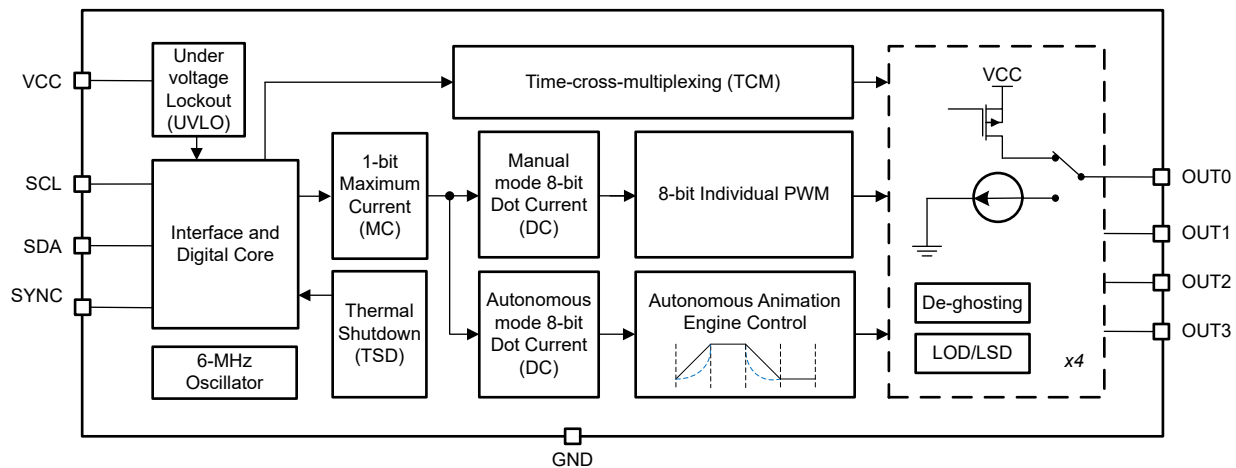 VCC
SCL
SDA
SYNC
Under
voltage
Lockout
(UVLO)
Interface and
Digital Core
6-MHz
Oscillator
Time-cross-multiplexing (TCM)
1-bit
Maximum
Current
(MC)
Thermal
Shutdown
(TSD)
Manual
mode 8-bit
Dot Current
(DC)
Autonomous
mode 8-bit
Dot Current
(DC)
8-bit Individual PWM
Autonomous Animation
Engine Control
VCC
De-ghosting
LOD/LSD
x4
OUT0
OUT1
OUT2
OUT3
GND